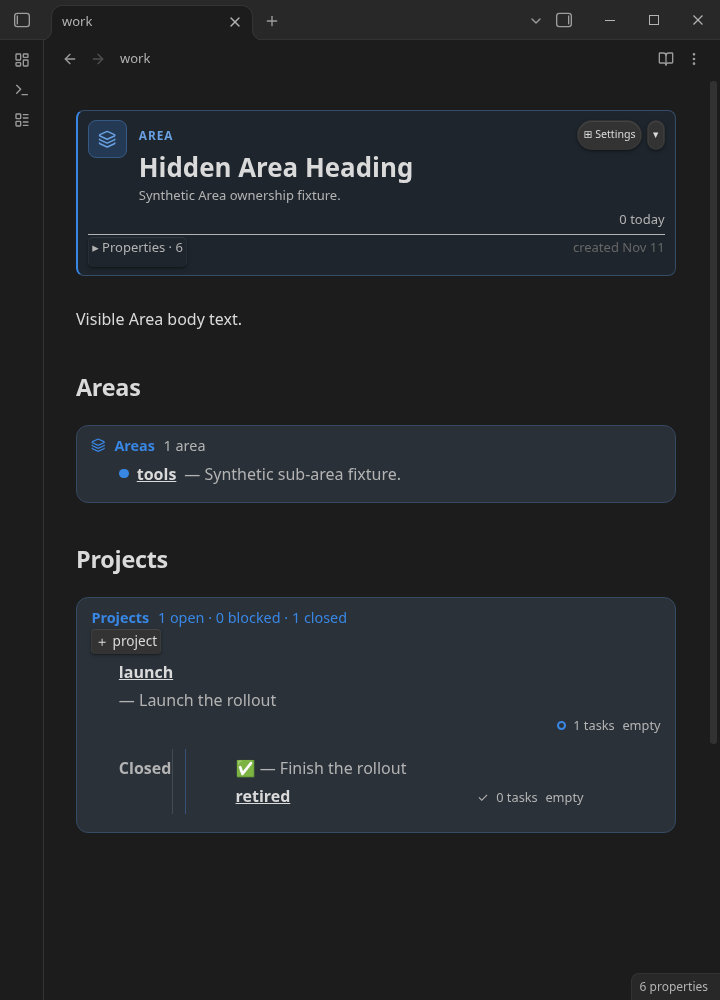 work
work
AREA
⊞ Settings ▾
Hidden Area Heading
Synthetic Area ownership fixture.
0 today
▸ Properties · 6
created Nov 11
Visible Area body text.
Areas
Areas 1 area
tools — Synthetic sub-area fixture.
Projects
Projects 1 open · 0 blocked · 1 closed
+ project
launch
— Launch the rollout
1 tasks empty
Closed
✅ — Finish the rollout
retired
✓ 0 tasks empty
6 properties